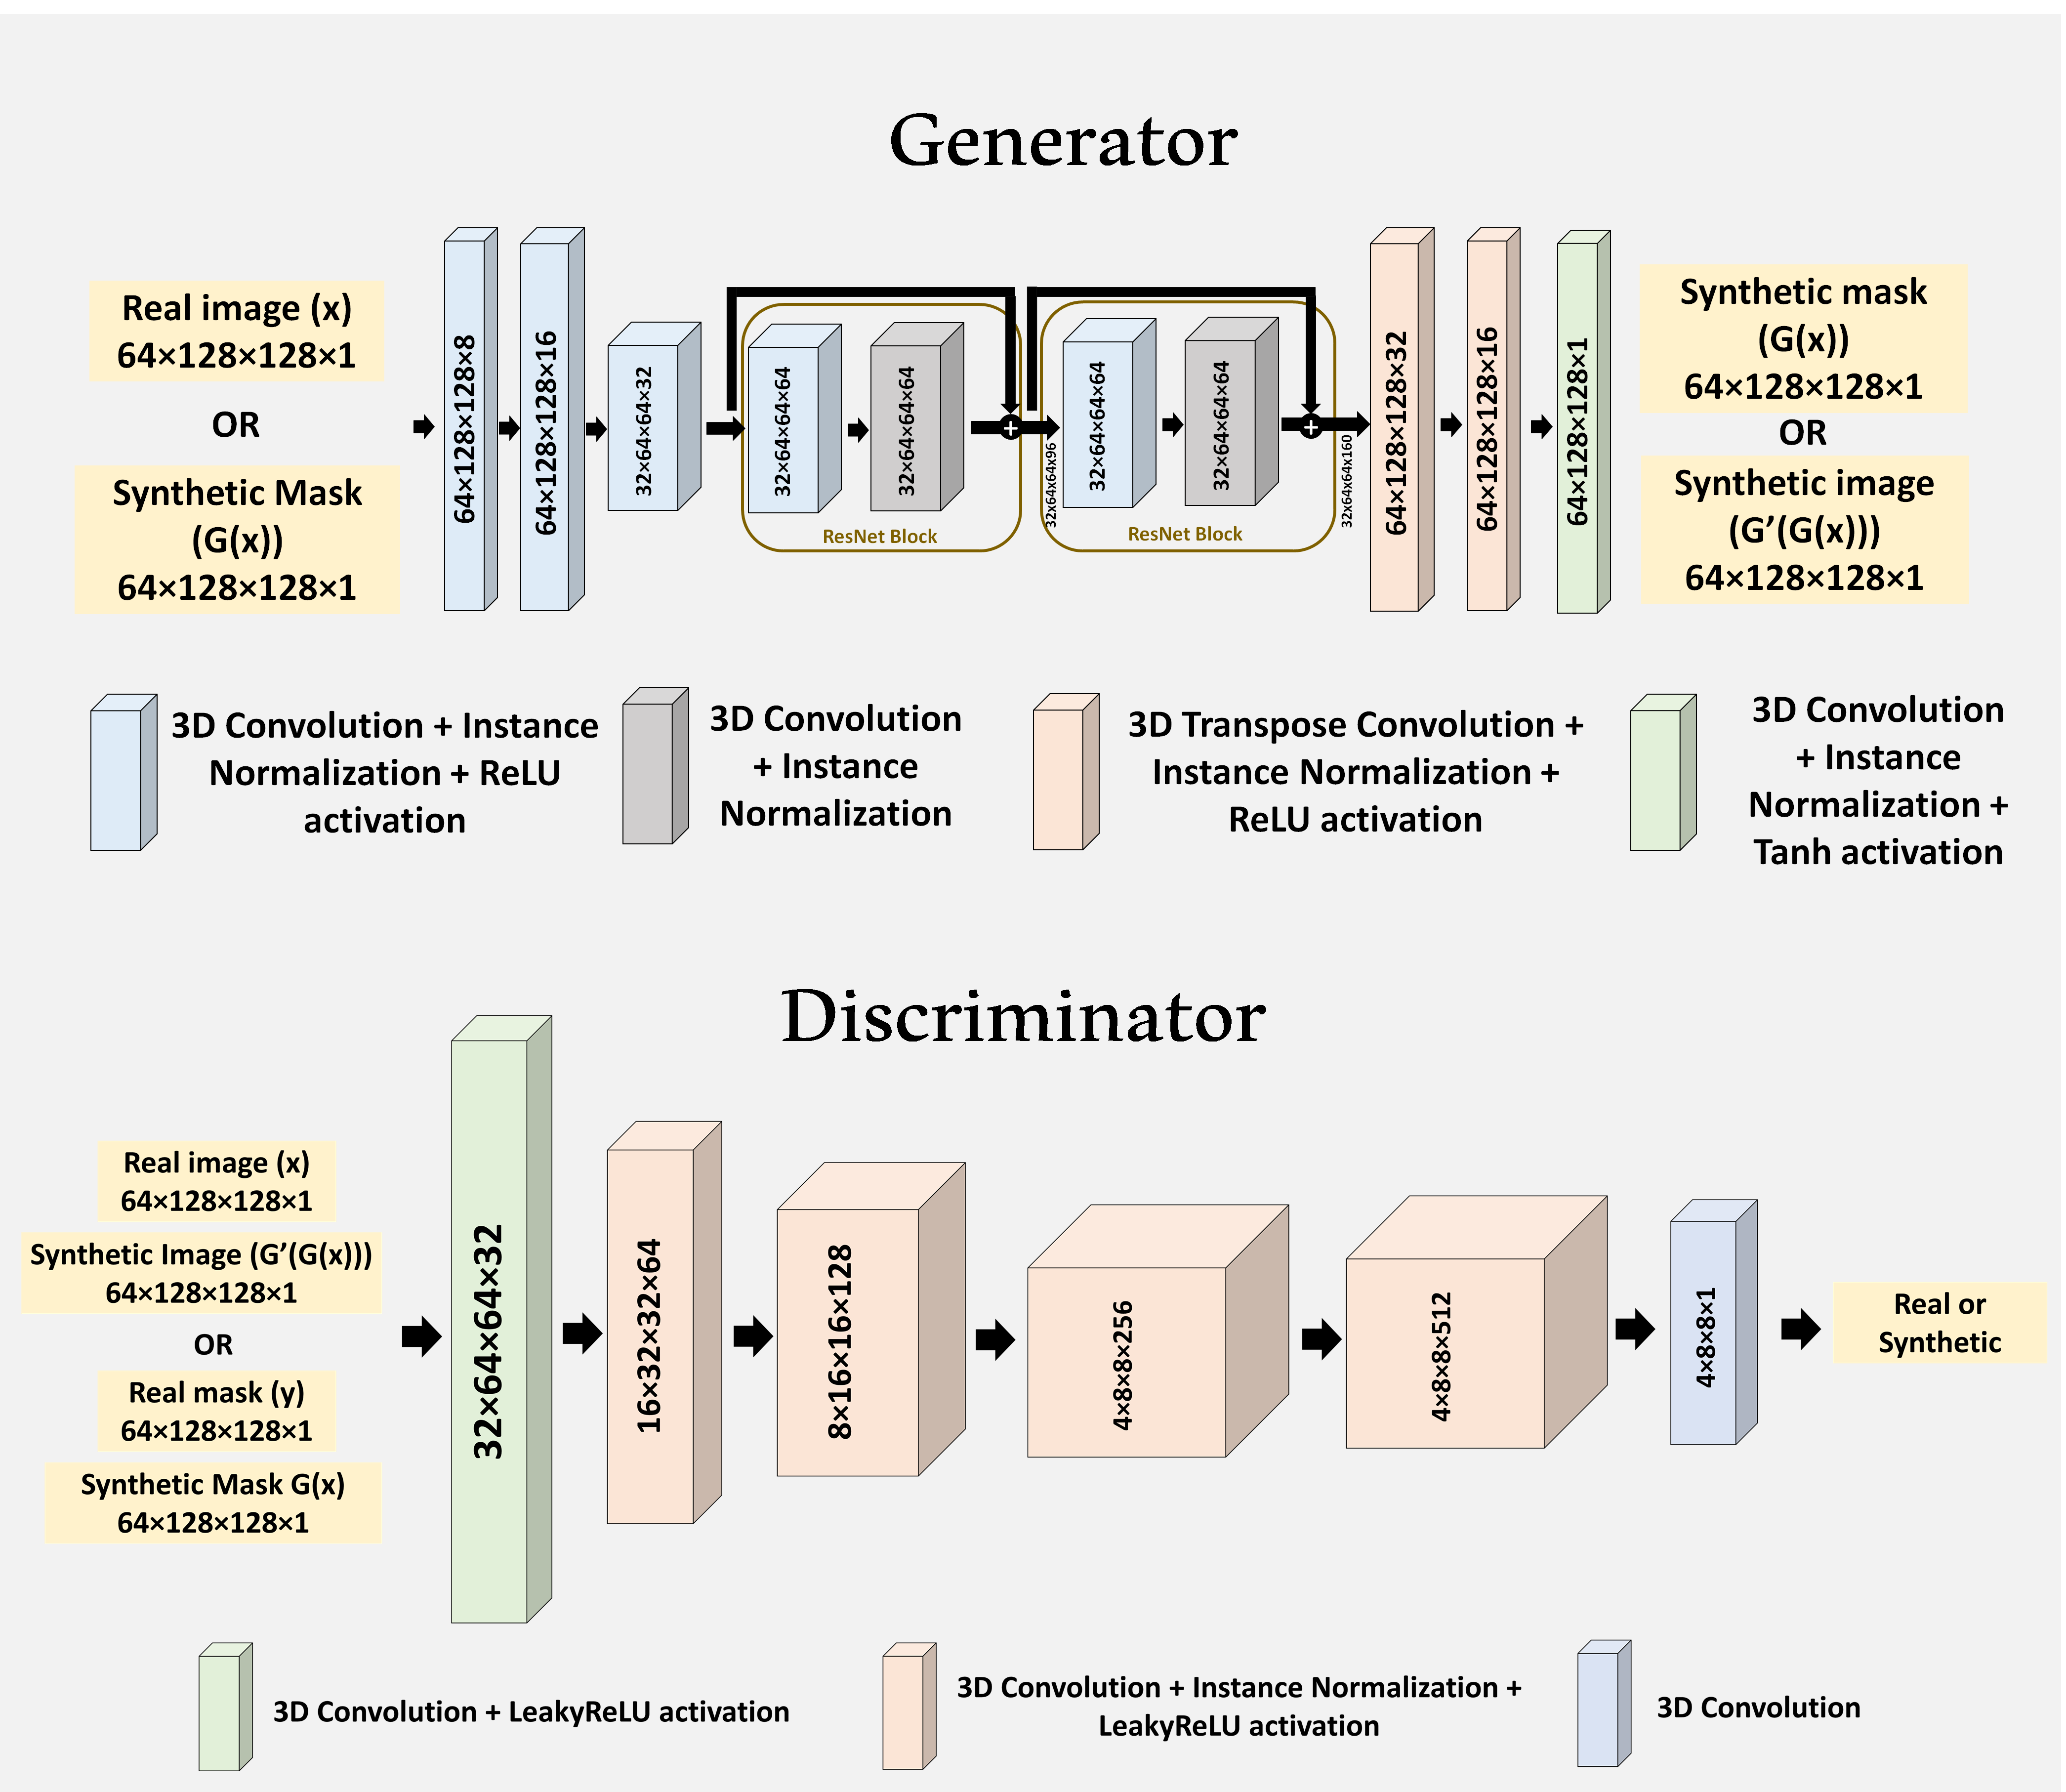 Generator
Real image (x)
64×128×128×1
OR
Synthetic Mask
(G(x))
64×128×128×1
64×128×128×8
64×128×128×16
32×64×64×32
32×64×64×64
32×64×64×64
ResNet Block
32x64x64x96
32×64×64×64
32×64×64×64
ResNet Block
32x64x64x160
64×128×128×32
64×128×128×16
64×128×128×1
Synthetic mask
(G(x))
64×128×128×1
OR
Synthetic image
(G’(G(x)))
64×128×128×1
3D Convolution + Instance
Normalization + ReLU
activation
3D Convolution
+ Instance
Normalization
3D Transpose Convolution +
Instance Normalization +
ReLU activation
3D Convolution
+ Instance
Normalization +
Tanh activation
Discriminator
Real image (x)
64×128×128×1
Synthetic Image (G’(G(x)))
64×128×128×1
OR
Real mask (y)
64×128×128×1
Synthetic Mask G(x)
64×128×128×1
32×64×64×32
16×32×32×64
8×16×16×128
4×8×8×256
4×8×8×512
4×8×8×1
Real or
Synthetic
3D Convolution + LeakyReLU activation
3D Convolution + Instance Normalization +
LeakyReLU activation
3D Convolution